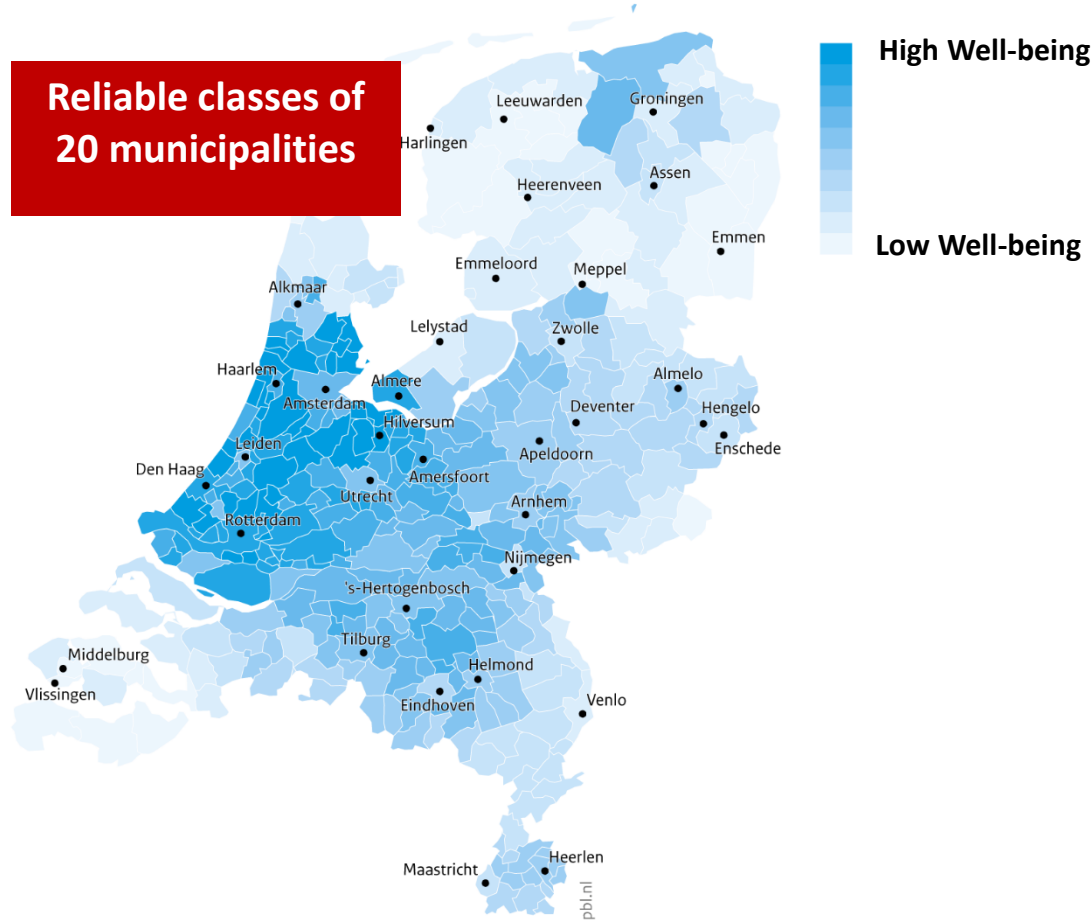 Reliable classes of
20 municipalities
High Well-being
Low Well-being
Leeuwarden
Groningen
Harlingen
Assen
Heerenveen
Emmen
Emmeloord
Meppel
Alkmaar
Lelystad
Zwolle
Haarlem
Almere
Almelo
Amsterdam
Deventer
Hengelo
Hilversum
Leiden
Enschede
Apeldoorn
Den Haag
Amersfoort
Utrecht
Arnhem
Rotterdam
Nijmegen
's-Hertogenbosch
Tilburg
Middelburg
Helmond
Vlissingen
Eindhoven
Venlo
Heerlen
Maastricht
pbl.nl